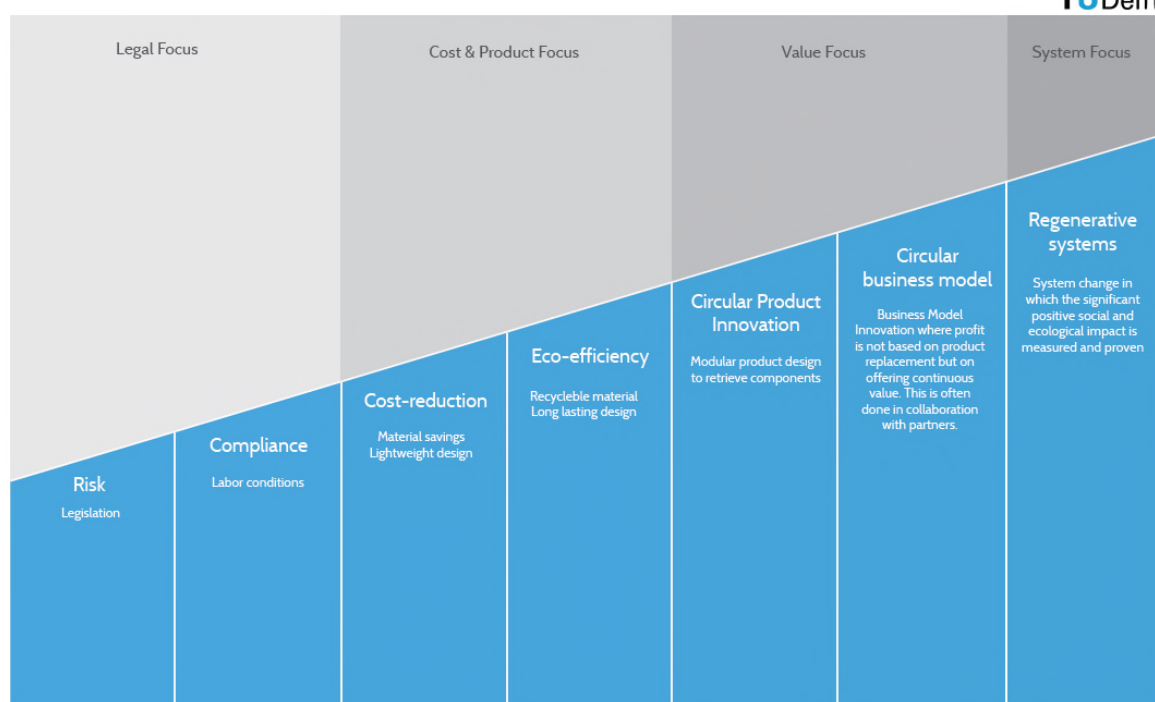 TU Delft
Legal Focus
Cost & Product Focus
Value Focus
System Focus
Risk
Legislation
Compliance
Labor conditions
Cost-reduction
Material savings
Lightweight design
Eco-efficiency
Recycleble material
Long lasting design
Circular Product
Innovation
Modular product design
to retrieve components
Circular
business model
Business Model
Innovation where profit
is not based on product
replacement but on
offering continuous
value. This is often
done in collaboration
with partners.
Regenerative
systems
System change in
which the significant
positive social and
ecological impact is
measured and proven